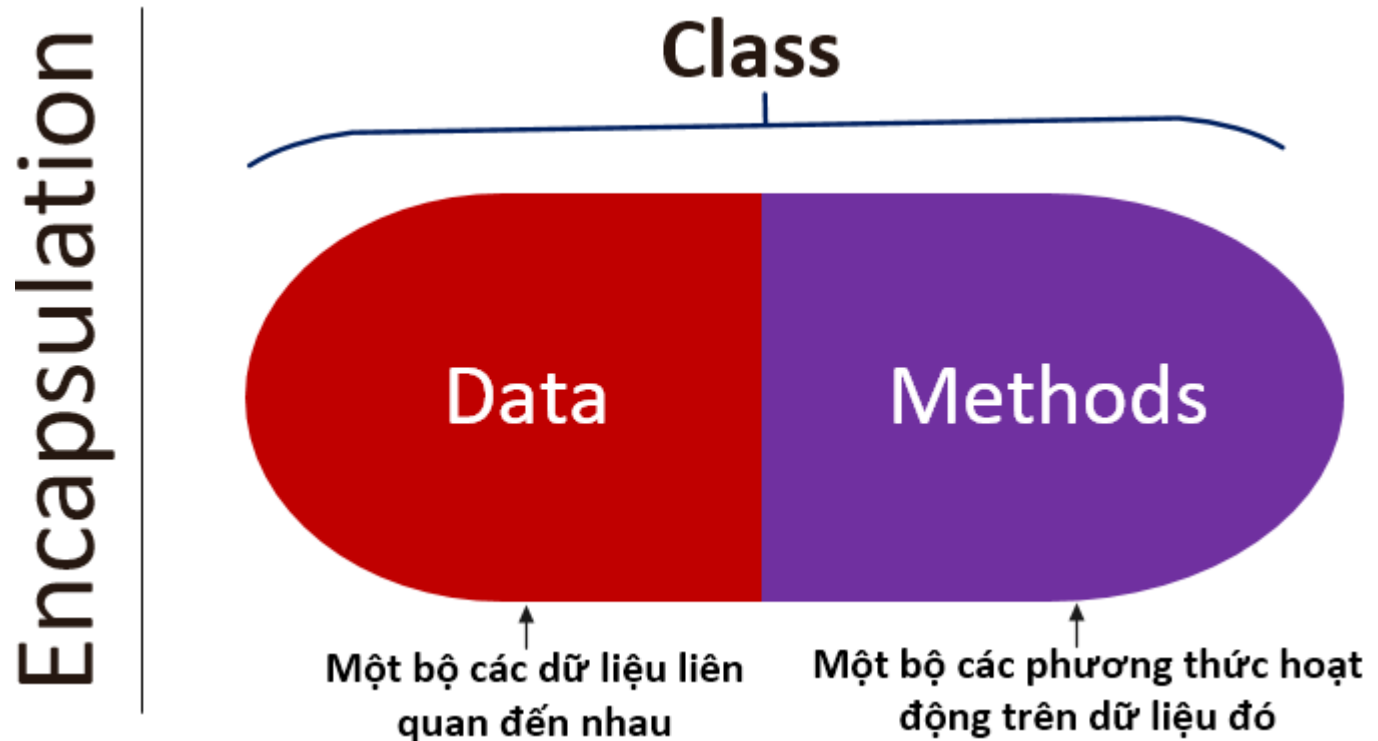 Encapsulation
Class
Data
Methods
Một bộ các dữ liệu liên
quan đến nhau
Một bộ các phương thức hoạt
động trên dữ liệu đó